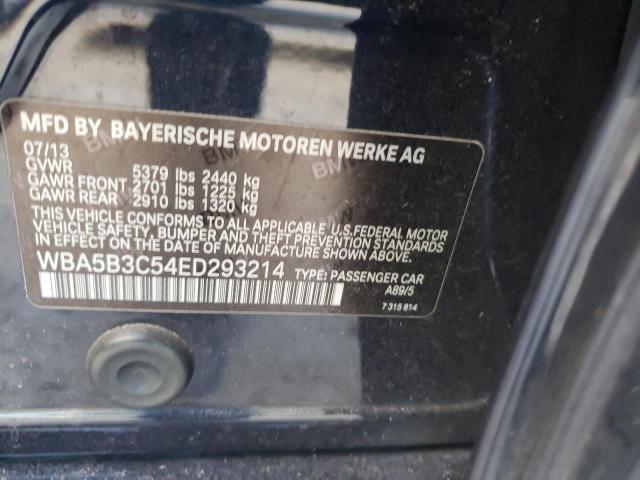 MFD BY BAYERISCHE MOTOREN WERKE AG
07/13
GVWR 5379 lbs 2440 kg
GAWR FRONT 2701 lbs 1225 kg
GAWR REAR 2910 lbs 1320 kg
THIS VEHICLE CONFORMS TO ALL APPLICABLE U.S.FEDERAL MOTOR
VEHICLE SAFETY, BUMPER, AND THEFT PREVENTION STANDARDS IN
EFFECT ON THE DATE OF MANUFACTURE SHOWN ABOVE.
WBA5B3C54ED293214 TYPE: PASSENGER CAR
A89/5
7 315 814